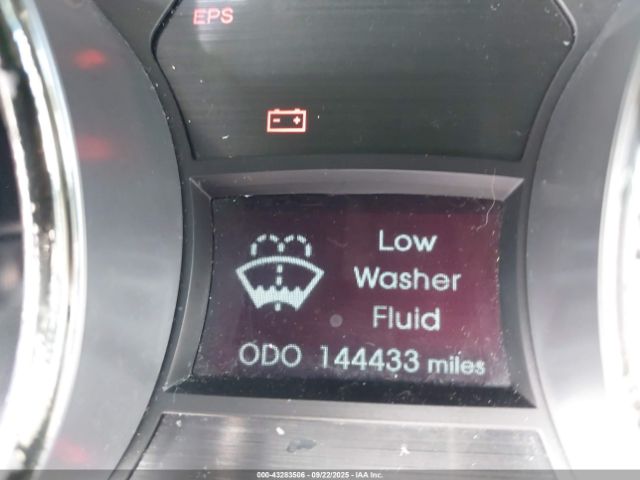 EPS
Low
Washer
Fluid
ODO 144433 miles
000-43283506 - 09/22/2025 - IAA Inc.